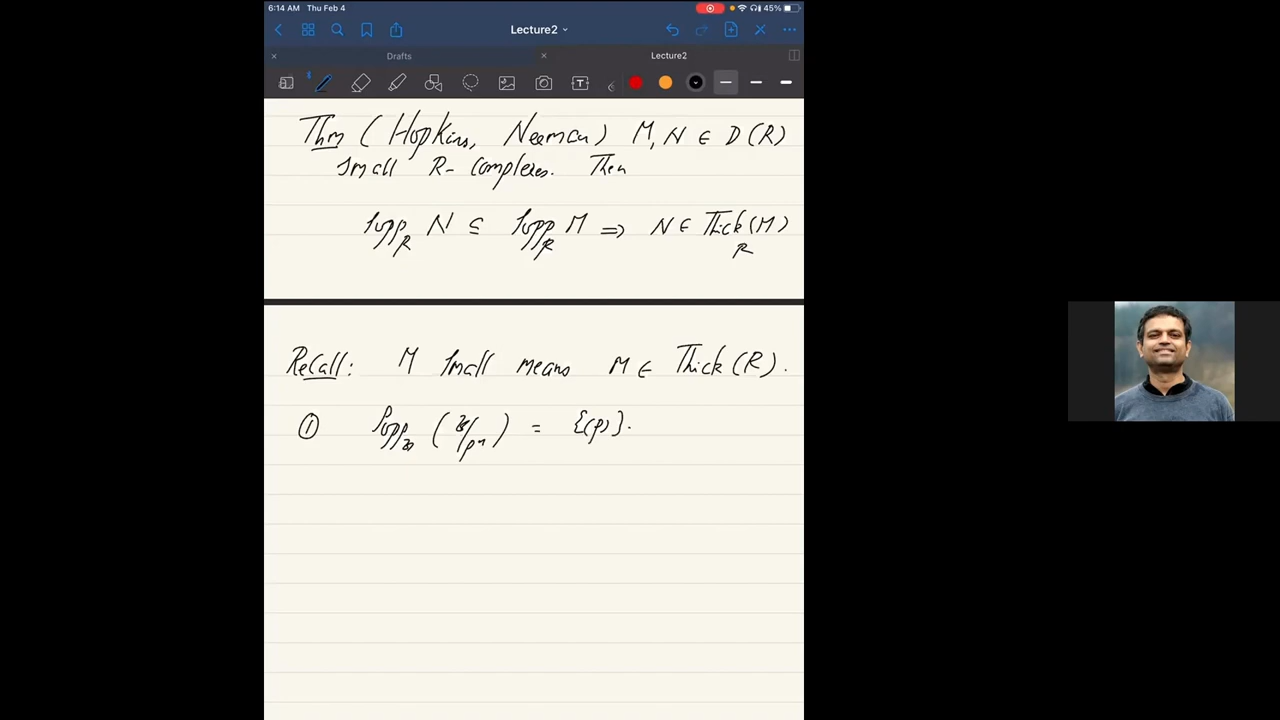 6:14 AM Thu Feb 4
45%
Lecture2
Drafts
Lecture2
Thm (Hopkins, Neeman) M, N ∈ D(R)
Small R- Complexes. Then
Supp_R N ⊆ Supp_R M ⇒ N ∈ Thick_R(M)
Recall: M Small means M ∈ Thick(R).
① Supp_ℤ (ℤ/pⁿ) = {(p)}.